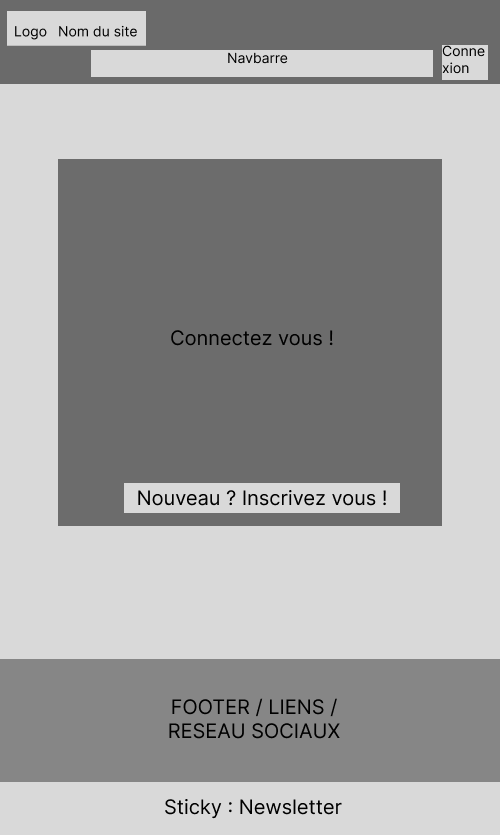 Logo Nom du site
Navbarre
Conne
xion
Connectez vous !
Nouveau ? Inscrivez vous !
FOOTER / LIENS /
RESEAU SOCIAUX
Sticky : Newsletter